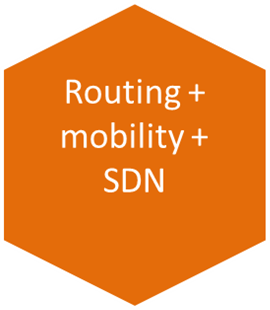 Routing +
mobility +
SDN